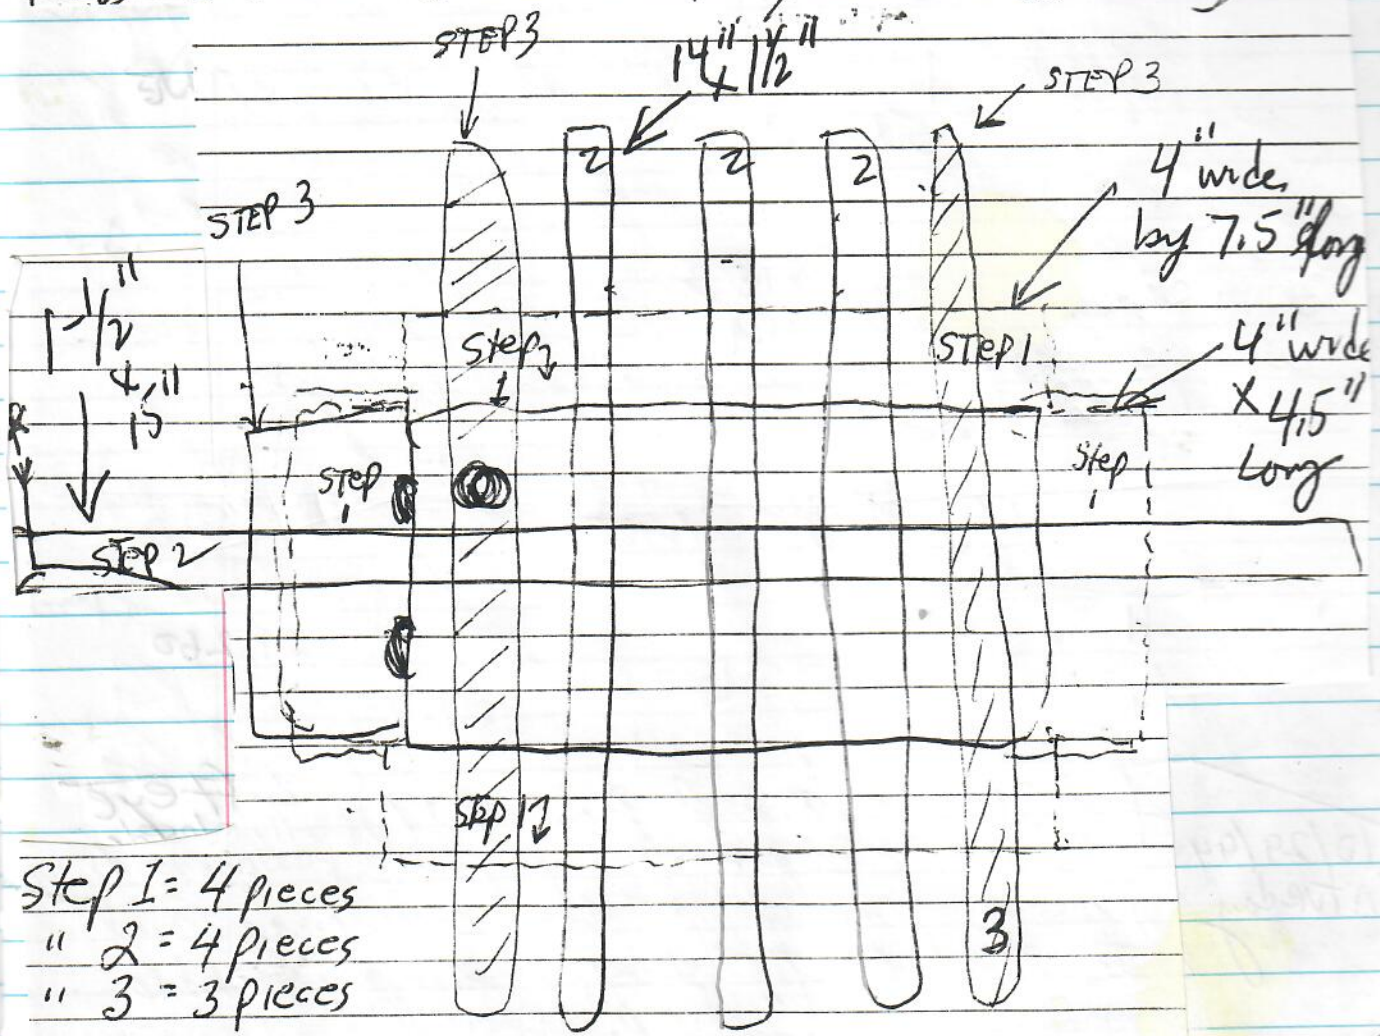 STEP 3
14" x 1 1/2"
STEP 3
2
2
2
4" wide
by 7.5" long
STEP 3
1-1/2"
x 15"
Step 1
STEP 1
4" wide
x 4.5"
Long
Step
1
Step
1
STEP 2
Step 1
3
Step 1 = 4 pieces
" 2 = 4 pieces
" 3 = 3 pieces